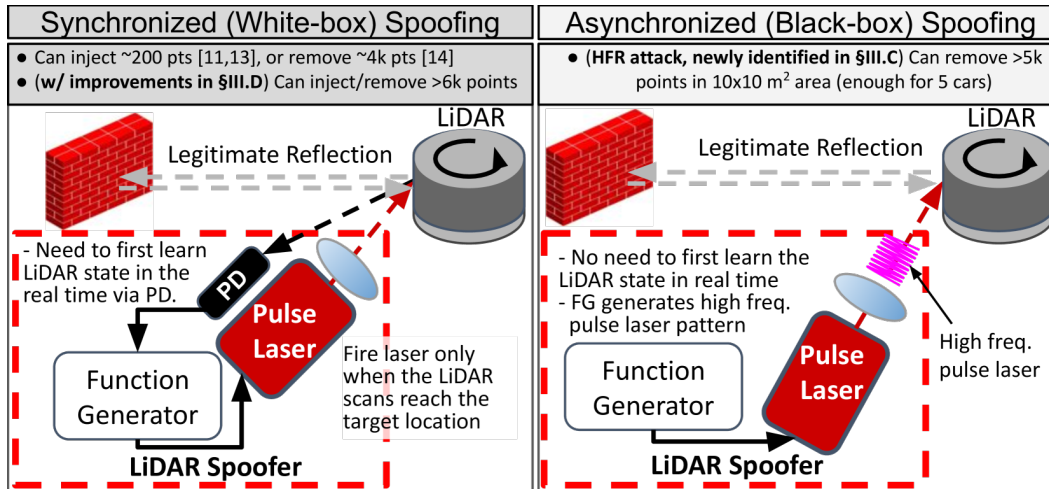 Synchronized (White-box) Spoofing
● Can inject ~200 pts [11,13], or remove ~4k pts [14]
● (w/ improvements in §III.D) Can inject/remove >6k points
LiDAR
Legitimate Reflection
- Need to first learn
LiDAR state in the
real time via PD.
PD
Pulse
Laser
Function
Generator
Fire laser only
when the LiDAR
scans reach the
target location
LiDAR Spoofer
Asynchronized (Black-box) Spoofing
● (HFR attack, newly identified in §III.C) Can remove >5k
points in 10x10 m² area (enough for 5 cars)
LiDAR
Legitimate Reflection
- No need to first learn the
LiDAR state in real time
- FG generates high freq.
pulse laser pattern
Pulse
Laser
High freq.
pulse laser
Function
Generator
LiDAR Spoofer